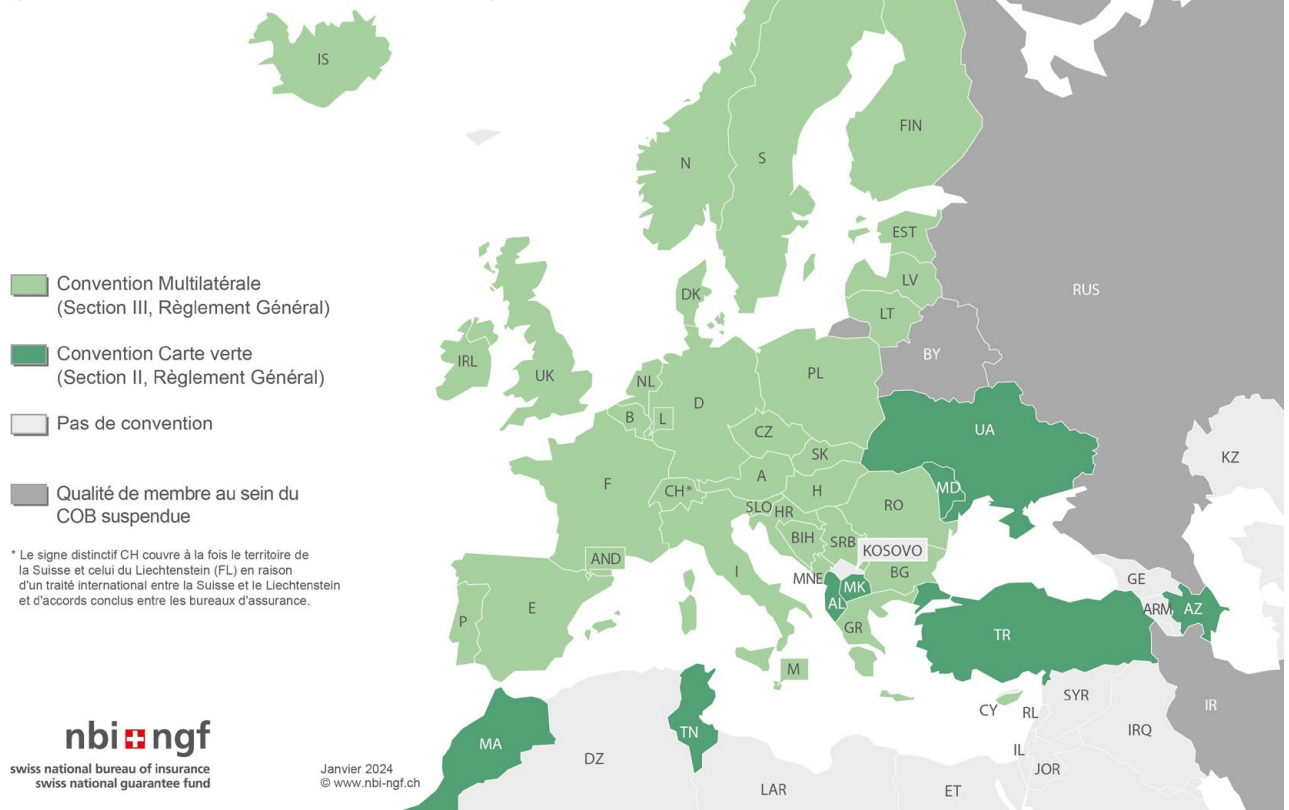 IS
FIN
N
S
EST
DK
LV
RUS
LT
Convention Multilatérale
(Section III, Règlement Général)
BY
IRL
UK
NL
PL
Convention Carte verte
(Section II, Règlement Général)
B
L
D
CZ
UA
Pas de convention
SK
KZ
F
CH*
A
H
MD
RO
Qualité de membre au sein du
COB suspendue
SLO
HR
BIH
SRB
KOSOVO
* Le signe distinctif CH couvre à la fois le territoire de
la Suisse et celui du Liechtenstein (FL) en raison
d'un traité international entre la Suisse et le Liechtenstein
et d'accords conclus entre les bureaux d'assurance.
AND
I
MNE
BG
MK
GE
AL
ARM
AZ
P
E
GR
TR
M
CY
SYR
RL
IR
MA
TN
IRQ
nbi ngf
swiss national bureau of insurance
swiss national guarantee fund
DZ
IL
JOR
Janvier 2024
© www.nbi-ngf.ch
LAR
ET